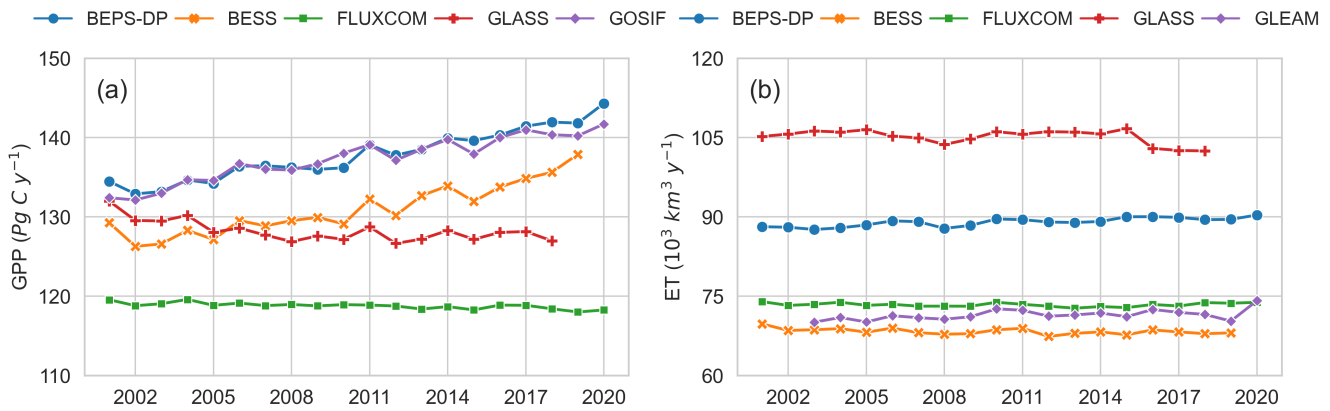 BEPS-DP BESS FLUXCOM GLASS GOSIF BEPS-DP BESS FLUXCOM GLASS GLEAM
(a)
150
140
130
120
110
GPP (Pg C y⁻¹)
2002 2005 2008 2011 2014 2017 2020
(b)
120
105
90
75
60
ET (10³ km³ y⁻¹)
2002 2005 2008 2011 2014 2017 2020